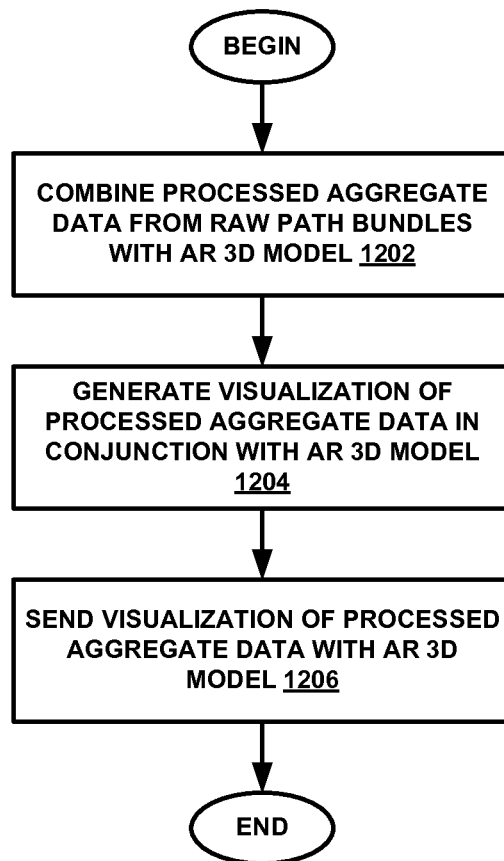 BEGIN
COMBINE PROCESSED AGGREGATE
DATA FROM RAW PATH BUNDLES
WITH AR 3D MODEL 1202
GENERATE VISUALIZATION OF
PROCESSED AGGREGATE DATA IN
CONJUNCTION WITH AR 3D MODEL
1204
SEND VISUALIZATION OF PROCESSED
AGGREGATE DATA WITH AR 3D
MODEL 1206
END